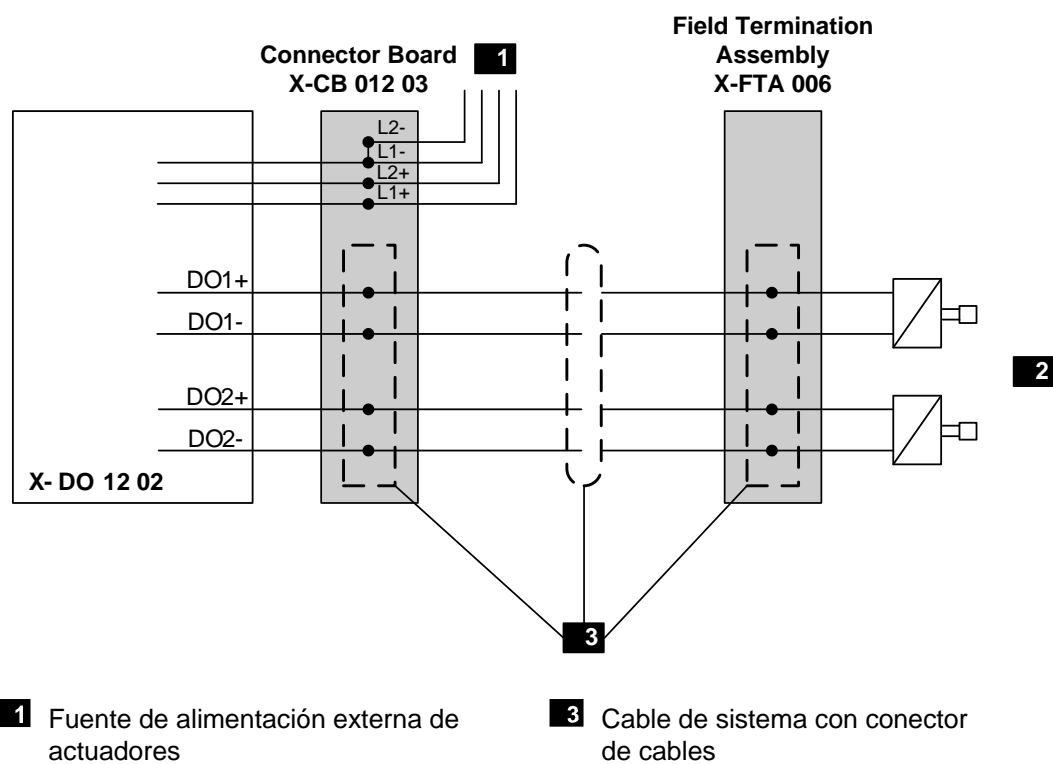 Field Termination
Assembly
X-FTA 006
Connector Board
X-CB 012 03
1
L2-
L1-
L2+
L1+
DO1+
DO1-
2
DO2+
DO2-
X- DO 12 02
3
1 Fuente de alimentación externa de
actuadores
3 Cable de sistema con conector
de cables